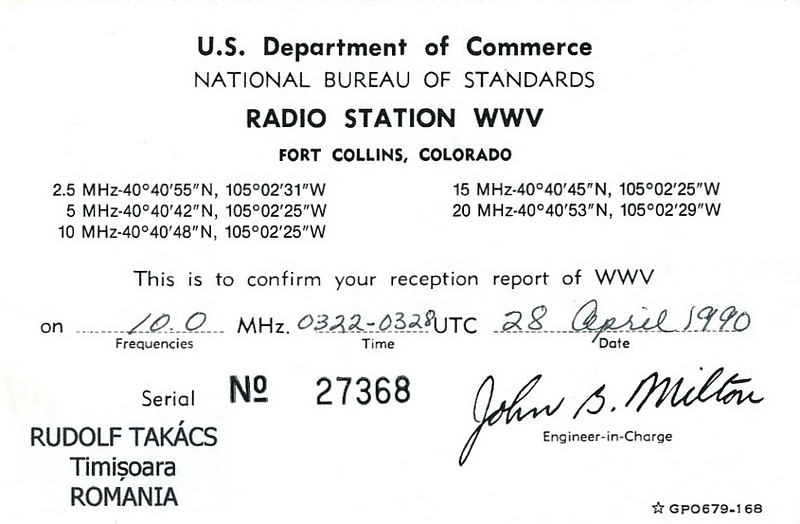 U.S. Department of Commerce
NATIONAL BUREAU OF STANDARDS
RADIO STATION WWV
FORT COLLINS, COLORADO
2.5 MHz-40°40'55"N, 105°02'31"W
5 MHz-40°40'42"N, 105°02'25"W
10 MHz-40°40'48"N, 105°02'25"W
15 MHz-40°40'45"N, 105°02'25"W
20 MHz-40°40'53"N, 105°02'29"W
This is to confirm your reception report of WWV
on 10.0 MHz. 0322-0328 UTC 28 April 1990
Frequencies Time Date
Serial No 27368
John B. Milton
Engineer-in-Charge
RUDOLF TAKÁCS
Timișoara
ROMANIA
☆ GPO679-168